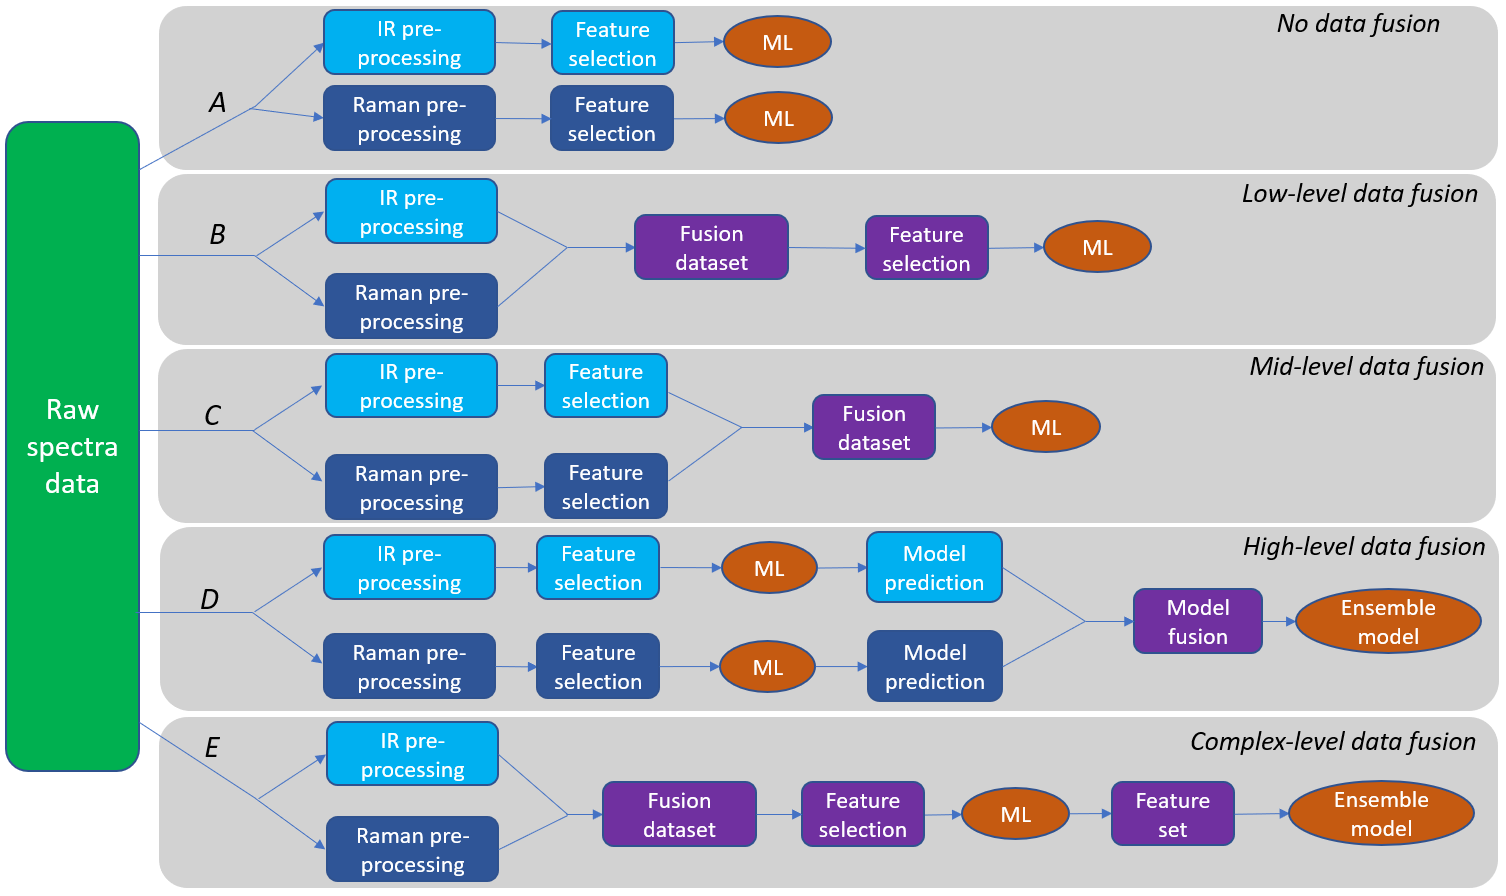 Raw
spectra
data
No data fusion
A
IR pre-
processing
Feature
selection
ML
Raman pre-
processing
Feature
selection
ML
Low-level data fusion
B
IR pre-
processing
Raman pre-
processing
Fusion
dataset
Feature
selection
ML
Mid-level data fusion
C
IR pre-
processing
Feature
selection
Raman pre-
processing
Feature
selection
Fusion
dataset
ML
High-level data fusion
D
IR pre-
processing
Feature
selection
ML
Model
prediction
Raman pre-
processing
Feature
selection
ML
Model
prediction
Model
fusion
Ensemble
model
Complex-level data fusion
E
IR pre-
processing
Raman pre-
processing
Fusion
dataset
Feature
selection
ML
Feature
set
Ensemble
model